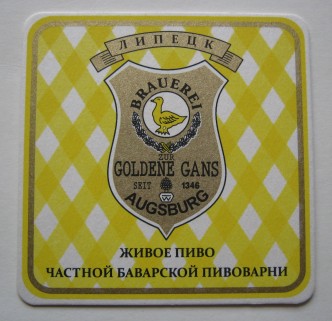 ЛИПЕЦК
BRAUEREI
ZUR
GOLDENE GANS
SEIT 1346
AUGSBURG
ЖИВОЕ ПИВО
ЧАСТНОЙ БАВАРСКОЙ ПИВОВАРНИ